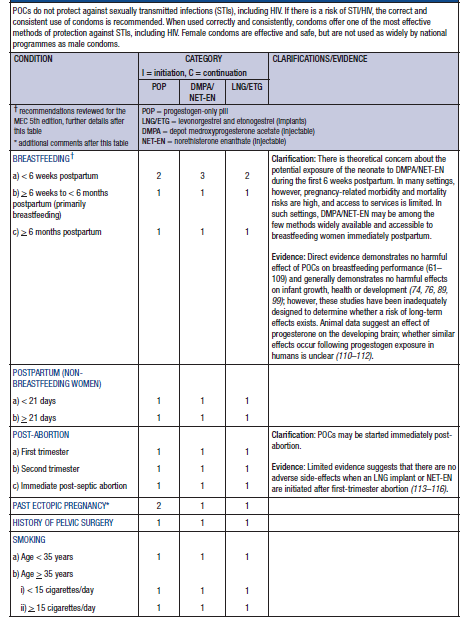 POCs do not protect against sexually transmitted infections (STIs), including HIV. If there is a risk of STI/HIV, the correct and
consistent use of condoms is recommended. When used correctly and consistently, condoms offer one of the most effective
methods of protection against STIs, including HIV. Female condoms are effective and safe, but are not used as widely by national
programmes as male condoms.
CONDITION CATEGORY CLARIFICATIONS/EVIDENCE
I = initiation, C = continuation
POP DMPA/ LNG/ETG
NET-EN
† recommendations reviewed for the
MEC 5th edition, further details after
this table
* additional comments after this table
POP = progestogen-only pill
LNG/ETG = levonorgestrel and etonogestrel (implants)
DMPA = depot medroxyprogesterone acetate (injectable)
NET-EN = norethisterone enanthate (injectable)
BREASTFEEDING†
a) < 6 weeks postpartum 2 3 2
b) ≥ 6 weeks to < 6 months 1 1 1
postpartum (primarily
breastfeeding)
c) ≥ 6 months postpartum 1 1 1
Clarification: There is theoretical concern about the
potential exposure of the neonate to DMPA/NET-EN
during the first 6 weeks postpartum. In many settings,
however, pregnancy-related morbidity and mortality
risks are high, and access to services is limited. In
such settings, DMPA/NET-EN may be among the
few methods widely available and accessible to
breastfeeding women immediately postpartum.
Evidence: Direct evidence demonstrates no harmful
effect of POCs on breastfeeding performance (61–
109) and generally demonstrates no harmful effects
on infant growth, health or development (74, 76, 89,
99); however, these studies have been inadequately
designed to determine whether a risk of long-term
effects exists. Animal data suggest an effect of
progesterone on the developing brain; whether similar
effects occur following progestogen exposure in
humans is unclear (110–112).
POSTPARTUM (NON-
BREASTFEEDING WOMEN)
a) < 21 days 1 1 1
b) ≥ 21 days 1 1 1
POST-ABORTION
a) First trimester 1 1 1
b) Second trimester 1 1 1
c) Immediate post-septic abortion 1 1 1
Clarification: POCs may be started immediately post-
abortion.
Evidence: Limited evidence suggests that there are no
adverse side-effects when an LNG implant or NET-EN
are initiated after first-trimester abortion (113–116).
PAST ECTOPIC PREGNANCY* 2 1 1
HISTORY OF PELVIC SURGERY 1 1 1
SMOKING
a) Age < 35 years 1 1 1
b) Age ≥ 35 years
i) < 15 cigarettes/day 1 1 1
ii) ≥ 15 cigarettes/day 1 1 1